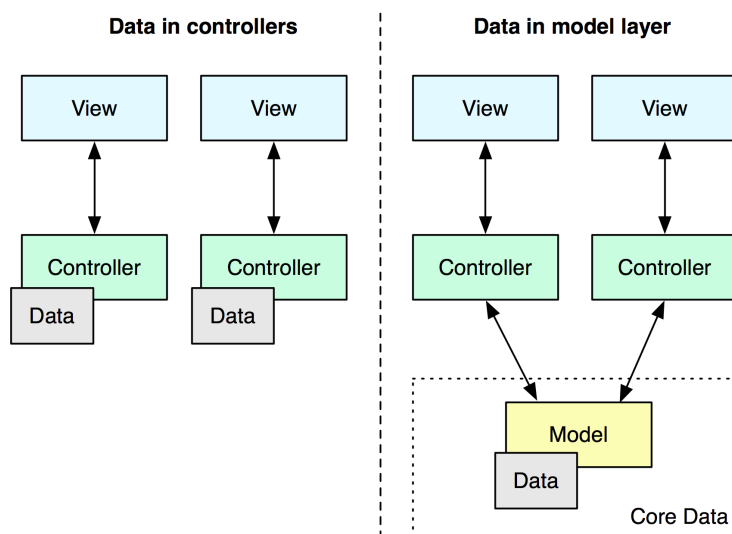 Data in controllers
View
View
Controller
Controller
Data
Data
Data in model layer
View
View
Controller
Controller
Model
Data
Core Data